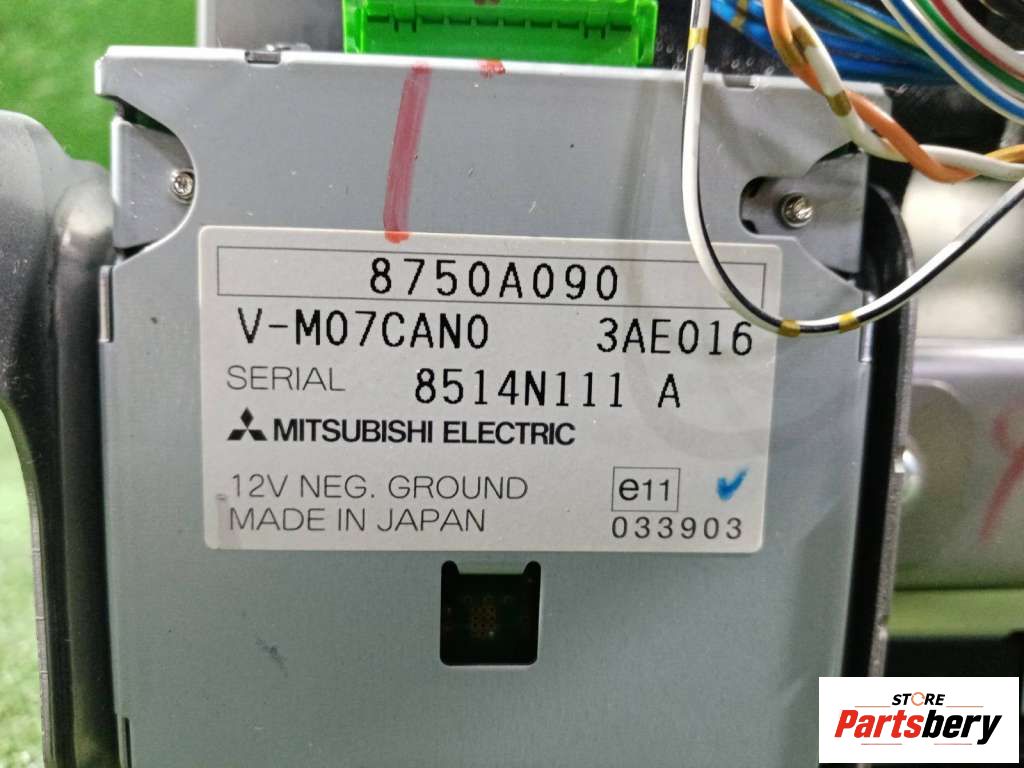 8750A090
V-M07CAN0 3AE016
SERIAL 8514N111 A
MITSUBISHI ELECTRIC
12V NEG. GROUND e11
MADE IN JAPAN 033903
STORE
Partsbery